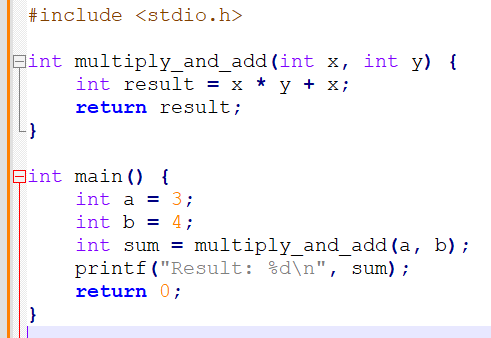 #include <stdio.h>
int multiply_and_add(int x, int y) {
int result = x * y + x;
return result;
}
int main() {
int a = 3;
int b = 4;
int sum = multiply_and_add(a, b);
printf("Result: %d\n", sum);
return 0;
}